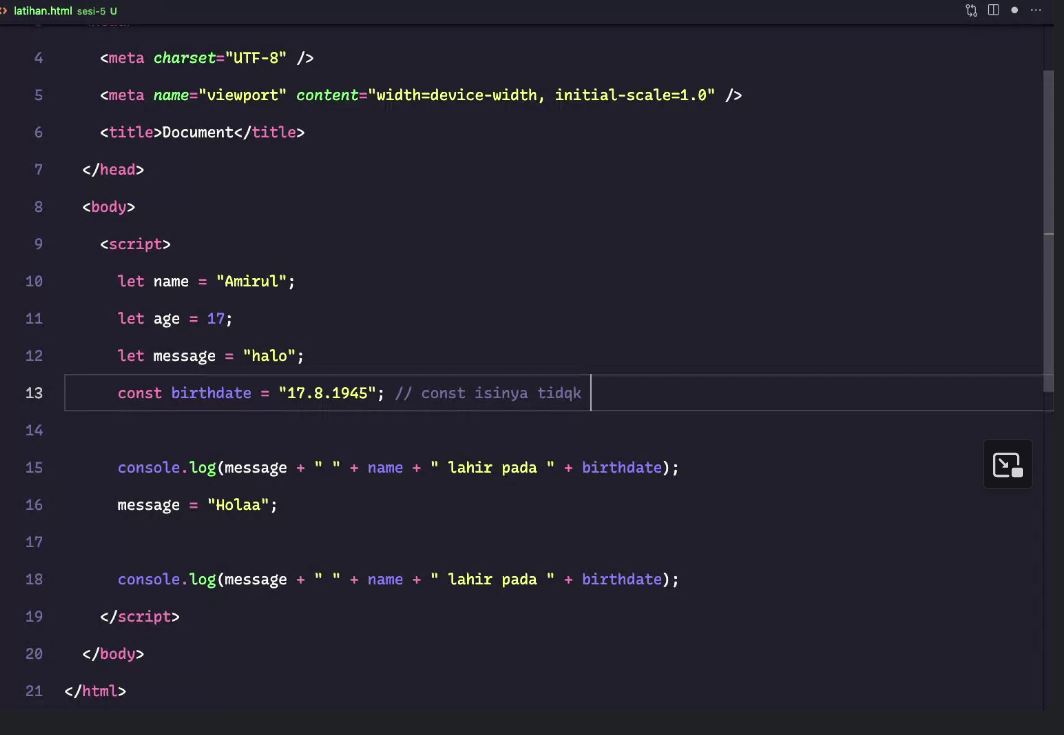 latihan.html sesi-5 U
4 <meta charset="UTF-8" />
5 <meta name="viewport" content="width=device-width, initial-scale=1.0" />
6 <title>Document</title>
7 </head>
8 <body>
9 <script>
10 let name = "Amirul";
11 let age = 17;
12 let message = "halo";
13 const birthdate = "17.8.1945"; // const isinya tidqk
14
15 console.log(message + " " + name + " lahir pada " + birthdate);
16 message = "Holaa";
17
18 console.log(message + " " + name + " lahir pada " + birthdate);
19 </script>
20 </body>
21 </html>